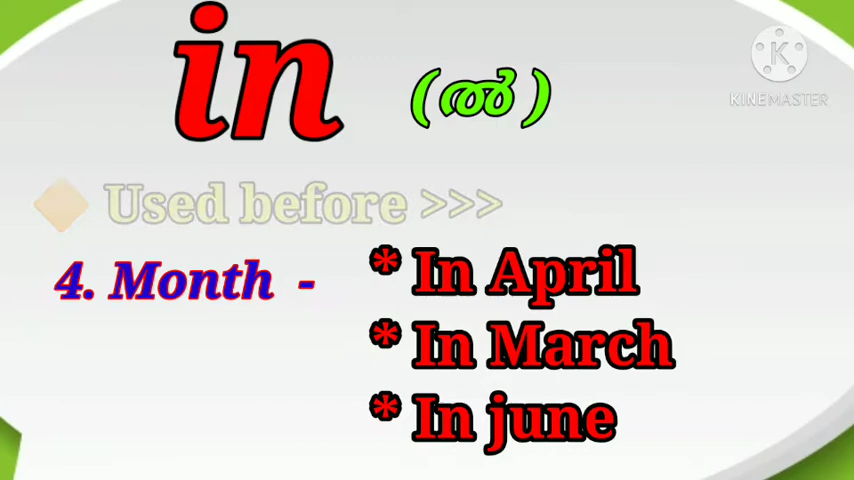 in (ൽ)
KINEMASTER
Used before >>>
4. Month - * In April
* In March
* In june